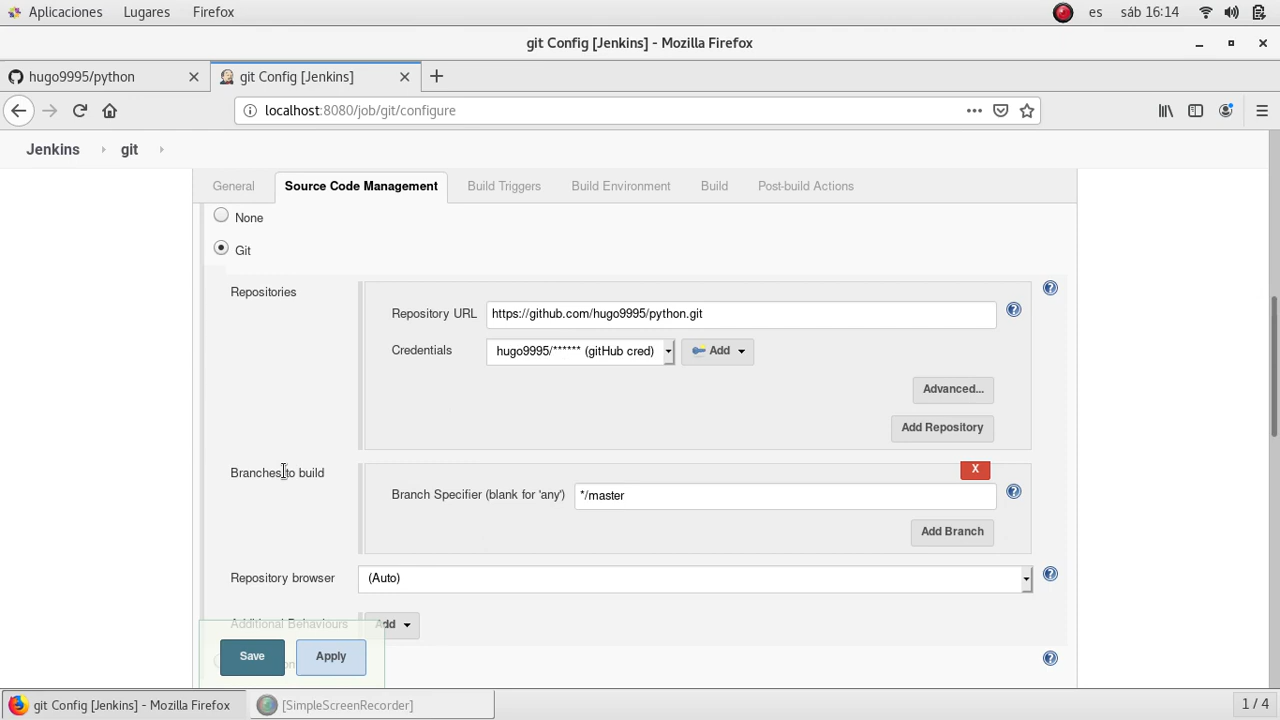 Aplicaciones Lugares Firefox es sáb 16:14
git Config [Jenkins] - Mozilla Firefox
hugo9995/python git Config [Jenkins]
localhost:8080/job/git/configure
Jenkins git
General Source Code Management Build Triggers Build Environment Build Post-build Actions
None
Git
Repositories
Repository URL https://github.com/hugo9995/python.git
Credentials hugo9995/****** (gitHub cred) Add
Advanced...
Add Repository
Branches to build
X
Branch Specifier (blank for 'any') */master
Add Branch
Repository browser (Auto)
Additional Behaviours Add
Save Apply
git Config [Jenkins] - Mozilla Firefox [SimpleScreenRecorder] 1 / 4